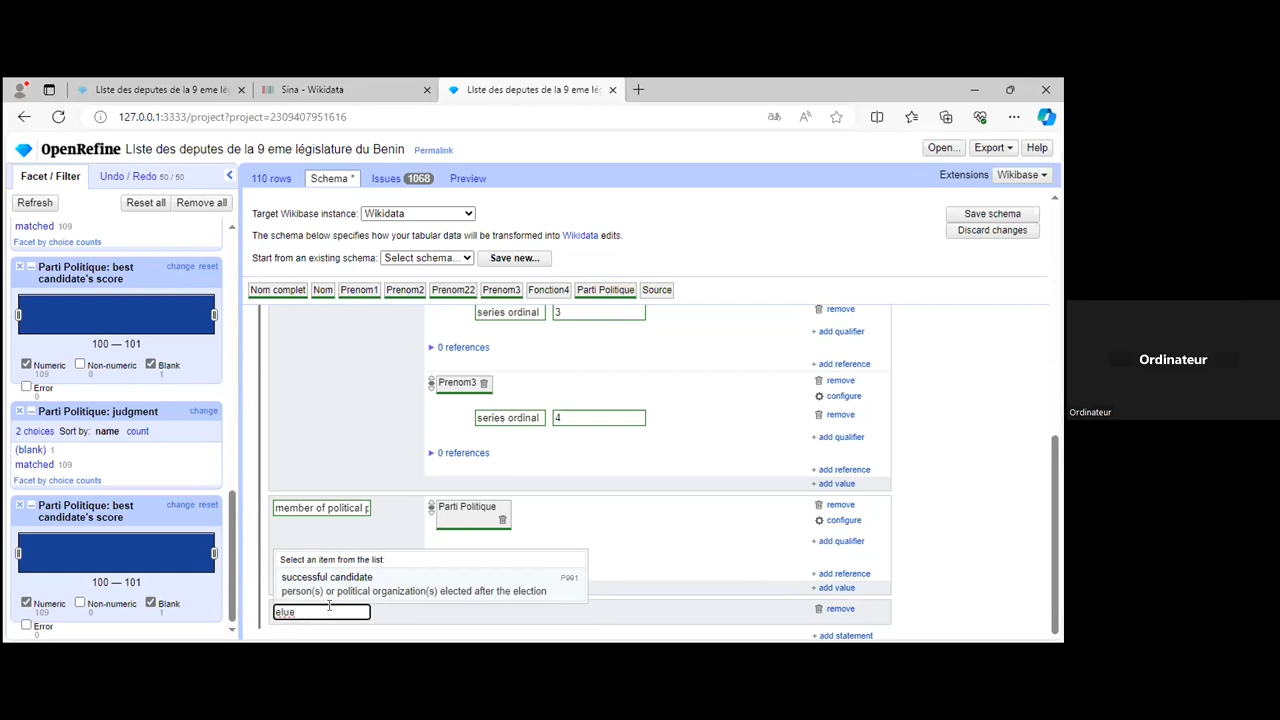 LIste des deputes de la 9 eme lé
Sina - Wikidata
LIste des deputes de la 9 eme lé
127.0.0.1:3333/project?project=2309407951616
OpenRefine LIste des deputes de la 9 eme législature du Benin Permalink
Open... Export Help
Facet / Filter Undo / Redo 50 / 50
110 rows Schema * Issues 1068 Preview
Extensions Wikibase
Refresh Reset all Remove all
matched 109
Facet by choice counts
Parti Politique: best candidate's score change reset
100 — 101
Numeric 109 Non-numeric 0 Blank 1
Error 0
Parti Politique: judgment change
2 choices Sort by: name count
(blank) 1
matched 109
Facet by choice counts
Parti Politique: best candidate's score change reset
100 — 101
Numeric 109 Non-numeric 0 Blank 1
Error 0
Target Wikibase instance: Wikidata
Save schema
The schema below specifies how your tabular data will be transformed into Wikidata edits.
Discard changes
Start from an existing schema: Select schema... Save new...
Nom complet Nom Prenom1 Prenom2 Prenom22 Prenom3 Fonction4 Parti Politique Source
series ordinal 3 remove
+ add qualifier
0 references
+ add reference
Prenom3 remove
configure
series ordinal 4 remove
+ add qualifier
0 references
+ add reference
+ add value
member of political p Parti Politique remove
configure
+ add qualifier
Select an item from the list:
successful candidate P991
person(s) or political organization(s) elected after the election
+ add reference
+ add value
elue remove
+ add statement
Ordinateur
Ordinateur